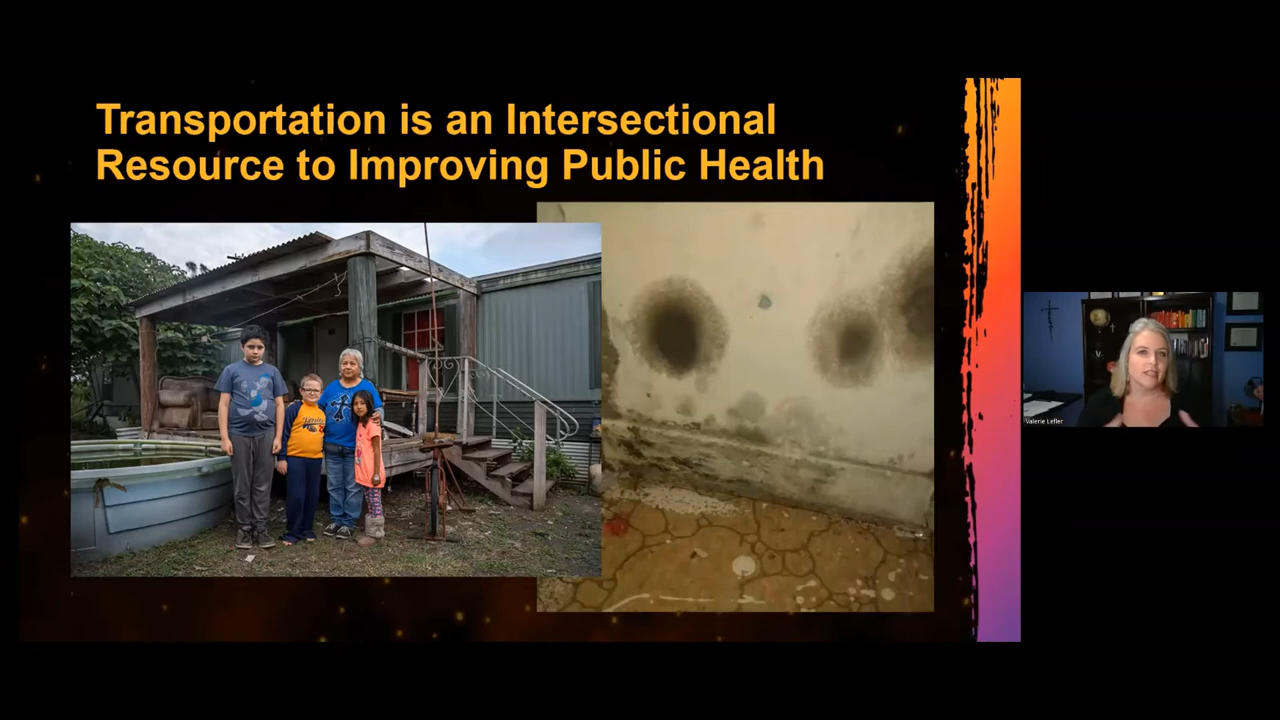 Transportation is an Intersectional
Resource to Improving Public Health
Valerie Lefler